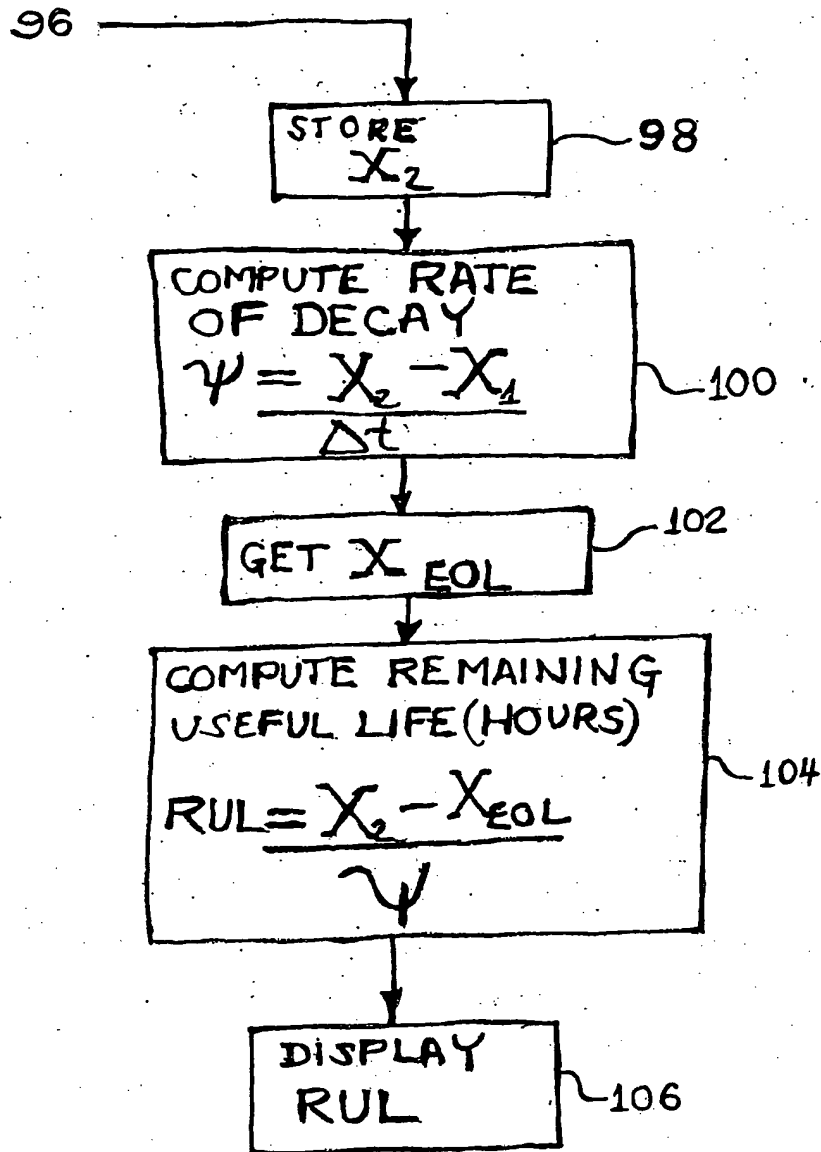 96
STORE
X₂
98
COMPUTE RATE
OF DECAY
ψ = X₂ - X₁
Δt
100
GET X EOL
102
COMPUTE REMAINING
USEFUL LIFE (HOURS)
RUL = X₂ - X_EOL
ψ
104
DISPLAY
RUL
106